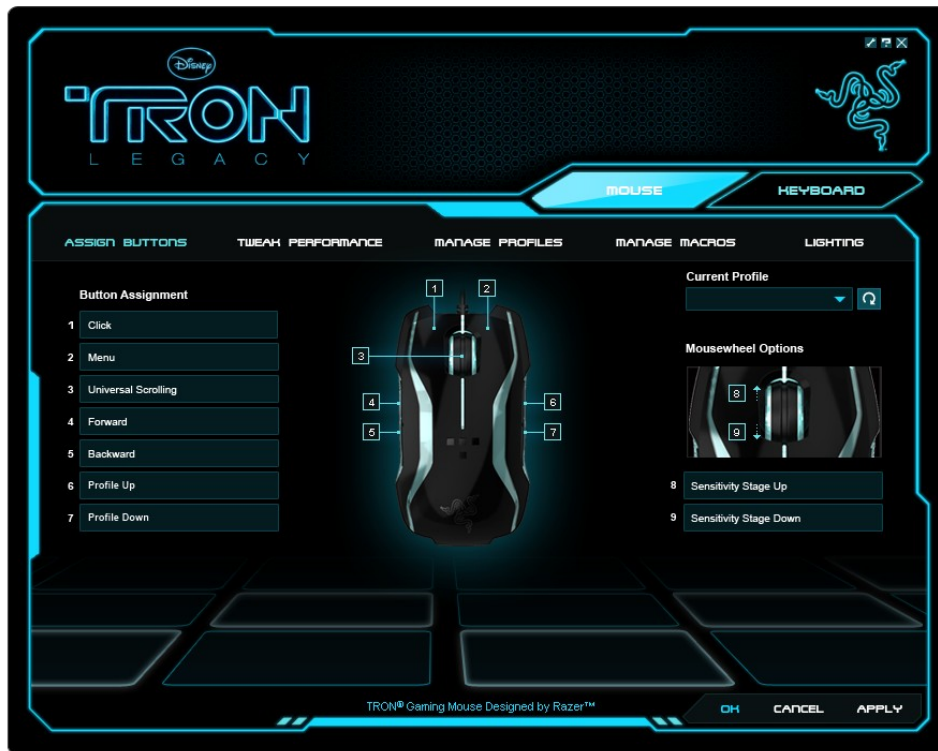 Disney
TRON
LEGACY
MOUSE
KEYBOARD
ASSIGN BUTTONS
TWEAK PERFORMANCE
MANAGE PROFILES
MANAGE MACROS
LIGHTING
Button Assignment
1 Click
2 Menu
3 Universal Scrolling
4 Forward
5 Backward
6 Profile Up
7 Profile Down
1
2
3
4
5
6
7
Current Profile
Mousewheel Options
8
9
8 Sensitivity Stage Up
9 Sensitivity Stage Down
TRON® Gaming Mouse Designed by Razer™
OK
CANCEL
APPLY